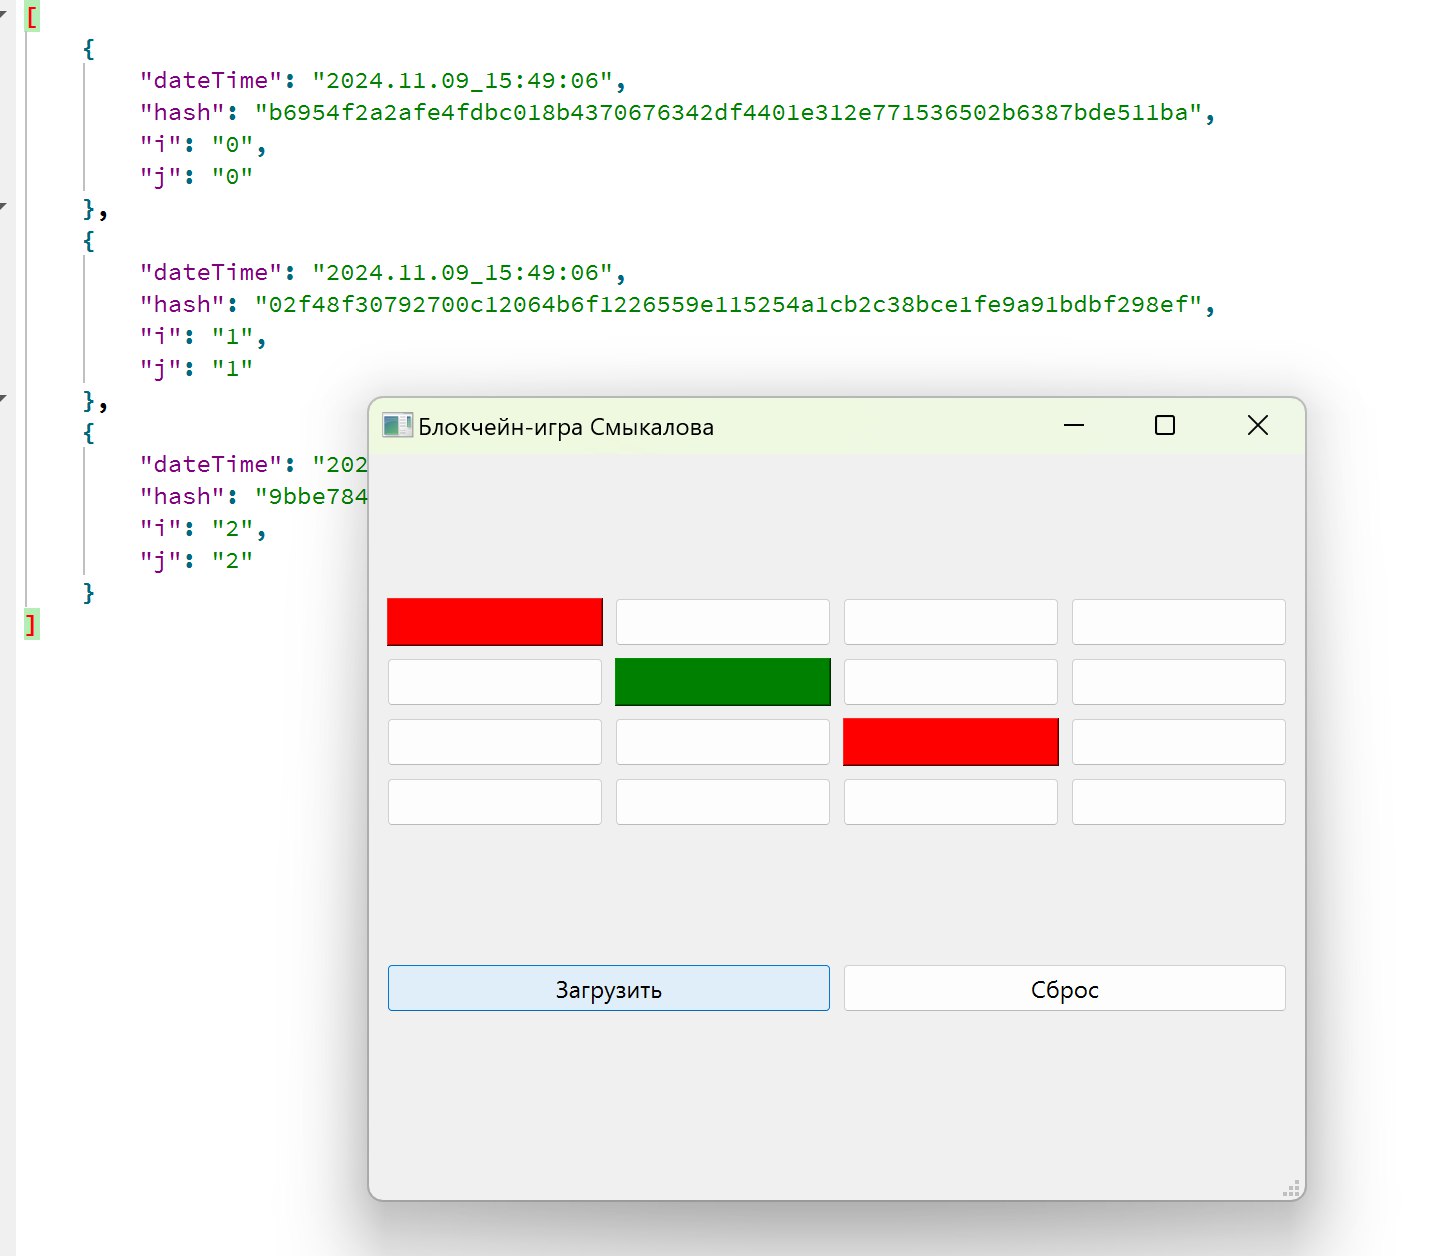 [
{
"dateTime": "2024.11.09_15:49:06",
"hash": "b6954f2a2afe4fdbc018b4370676342df4401e312e771536502b6387bde511ba",
"i": "0",
"j": "0"
},
{
"dateTime": "2024.11.09_15:49:06",
"hash": "02f48f30792700c12064b6f1226559e115254a1cb2c38bce1fe9a91bdbf298ef",
"i": "1",
"j": "1"
},
{
"dateTime": "202
"hash": "9bbe784
"i": "2",
"j": "2"
}
]
Блокчейн-игра Смыкалова
Загрузить
Сброс